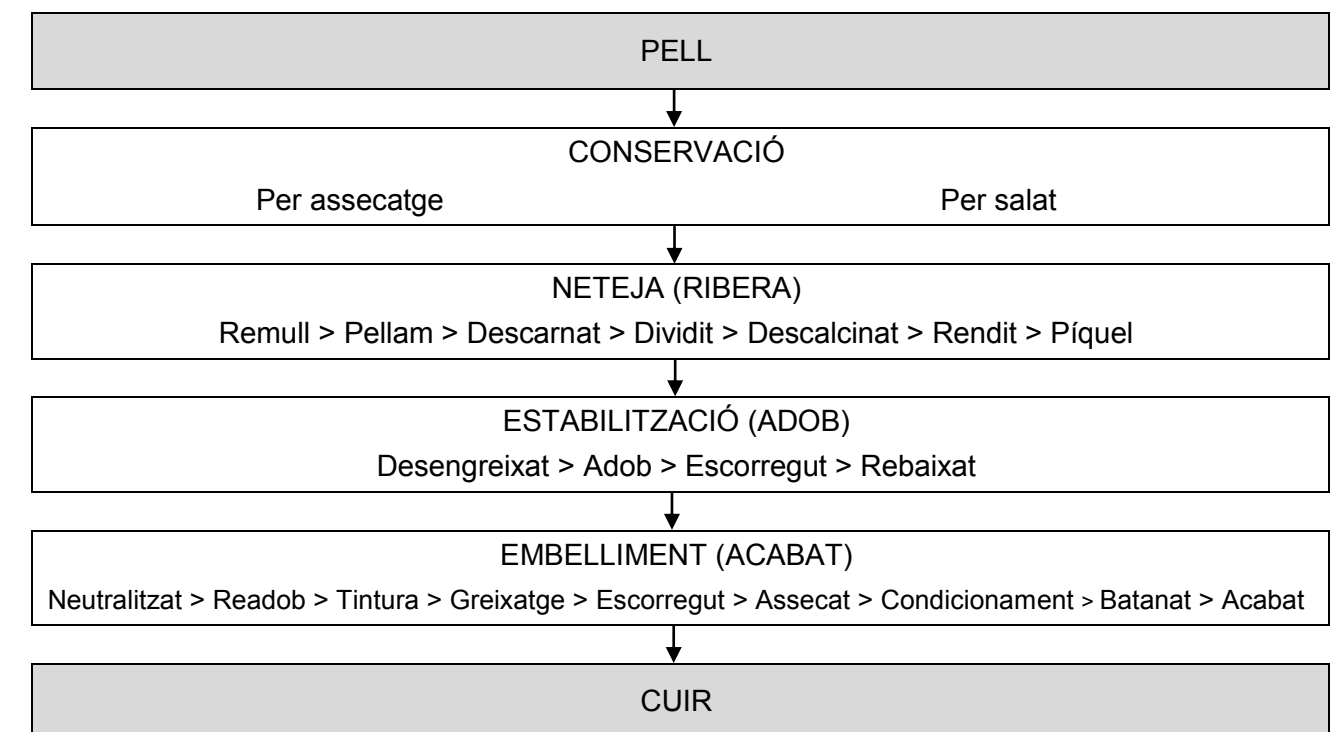 PELL
CONSERVACIÓ
Per assecatge Per salat
NETEJA (RIBERA)
Remull > Pellam > Descarnat > Dividit > Descalcinat > Rendit > Píquel
ESTABILITZACIÓ (ADOB)
Desengreixat > Adob > Escorregut > Rebaixat
EMBELLIMENT (ACABAT)
Neutralitzat > Readob > Tintura > Greixatge > Escorregut > Assecat > Condicionament > Batanat > Acabat
CUIR